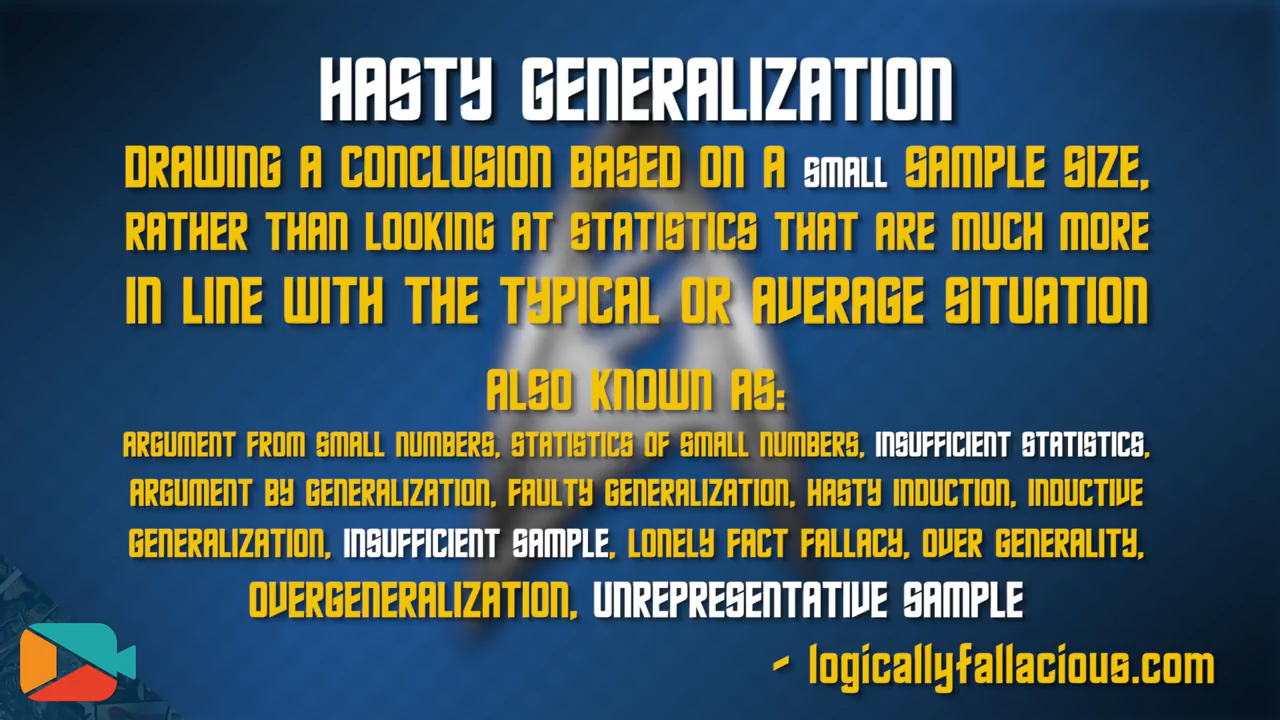 HASTY GENERALIZATION
DRAWING A CONCLUSION BASED ON A SMALL SAMPLE SIZE,
RATHER THAN LOOKING AT STATISTICS THAT ARE MUCH MORE
IN LINE WITH THE TYPICAL OR AVERAGE SITUATION
ALSO KNOWN AS:
ARGUMENT FROM SMALL NUMBERS, STATISTICS OF SMALL NUMBERS, INSUFFICIENT STATISTICS,
ARGUMENT BY GENERALIZATION, FAULTY GENERALIZATION, HASTY INDUCTION, INDUCTIVE
GENERALIZATION, INSUFFICIENT SAMPLE, LONELY FACT FALLACY, OVER GENERALITY,
OVERGENERALIZATION, UNREPRESENTATIVE SAMPLE
- logicallyfallacious.com